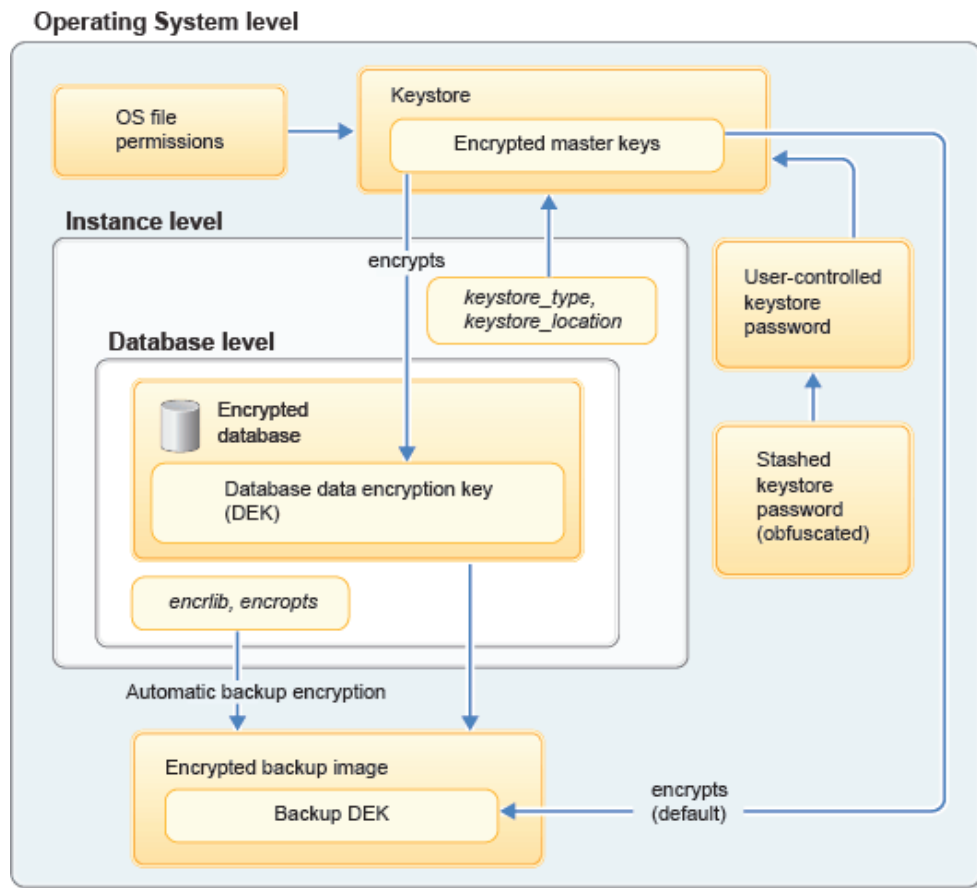 Operating System level
OS file
permissions
Keystore
Encrypted master keys
Instance level
encrypts
keystore_type,
keystore_location
User-controlled
keystore
password
Database level
Encrypted
database
Database data encryption key
(DEK)
Stashed
keystore
password
(obfuscated)
encrlib, encropts
Automatic backup encryption
Encrypted backup image
Backup DEK
encrypts
(default)